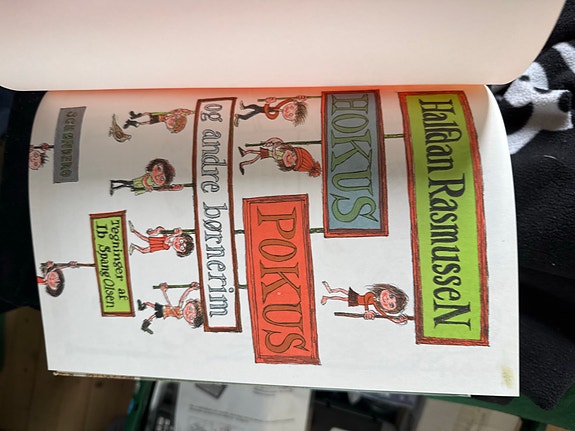 Halfdan RasmusseN
HOKUS
POKUS
og andre børnerim
Tegninger af
Ib Spang Olsen